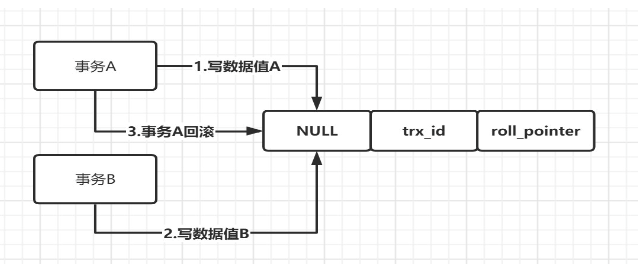 事务A
1.写数据值A
3.事务A回滚
NULL
trx_id
roll_pointer
事务B
2.写数据值B